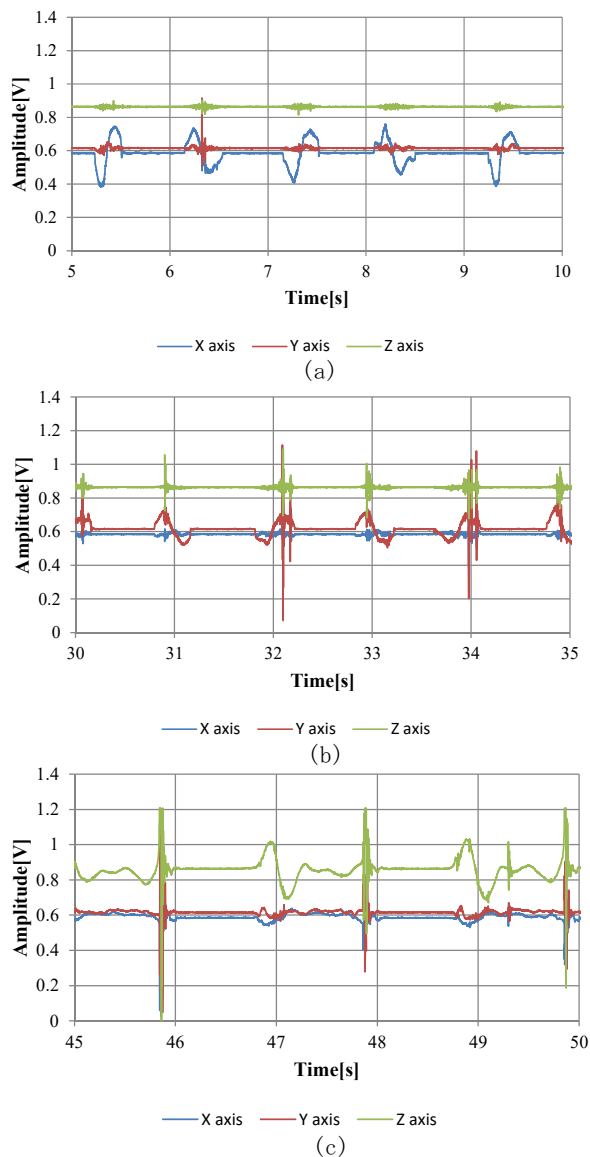 1.4
1.2
1
0.8
0.6
0.4
0.2
0
Amplitude[V]
5 6 7 8 9 10
Time[s]
X axis Y axis Z axis
(a)
1.4
1.2
1
0.8
0.6
0.4
0.2
0
Amplitude[V]
30 31 32 33 34 35
Time[s]
X axis Y axis Z axis
(b)
1.4
1.2
1
0.8
0.6
0.4
0.2
0
Amplitude[V]
45 46 47 48 49 50
Time[s]
X axis Y axis Z axis
(c)